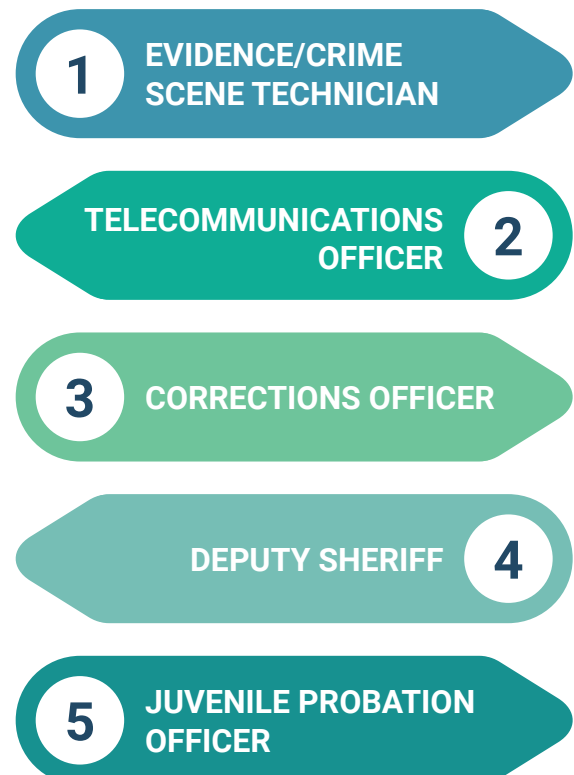 1
EVIDENCE/CRIME
SCENE TECHNICIAN
TELECOMMUNICATIONS
OFFICER
2
3
CORRECTIONS OFFICER
DEPUTY SHERIFF
4
5
JUVENILE PROBATION
OFFICER